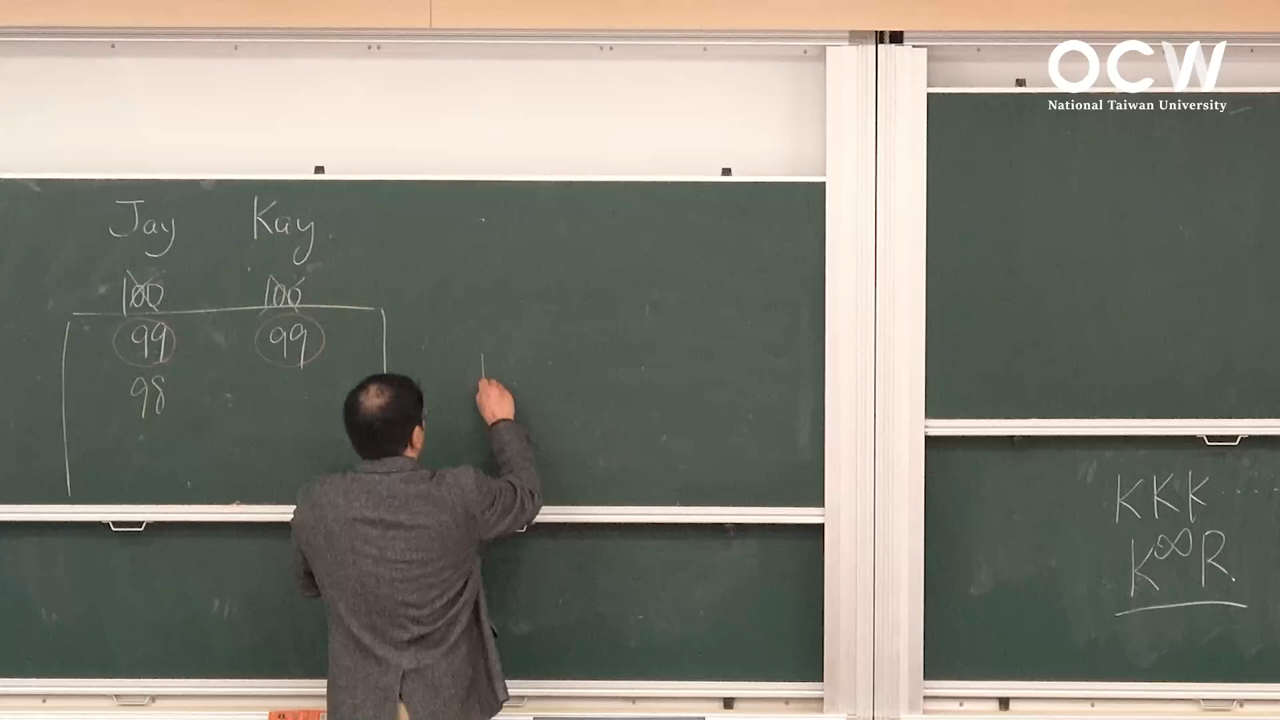 Jay Kay
100 100
99 99
98
OCW
National Taiwan University
KKK ....
K∞R.